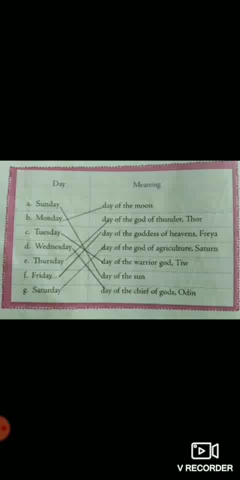 Day Meaning
a. Sunday day of the moon
b. Monday day of the god of thunder, Thor
c. Tuesday day of the goddess of heavens, Freya
d. Wednesday day of the god of agriculture, Saturn
e. Thursday day of the warrior god, Tiw
f. Friday day of the sun
g. Saturday day of the chief of gods, Odin
V RECORDER